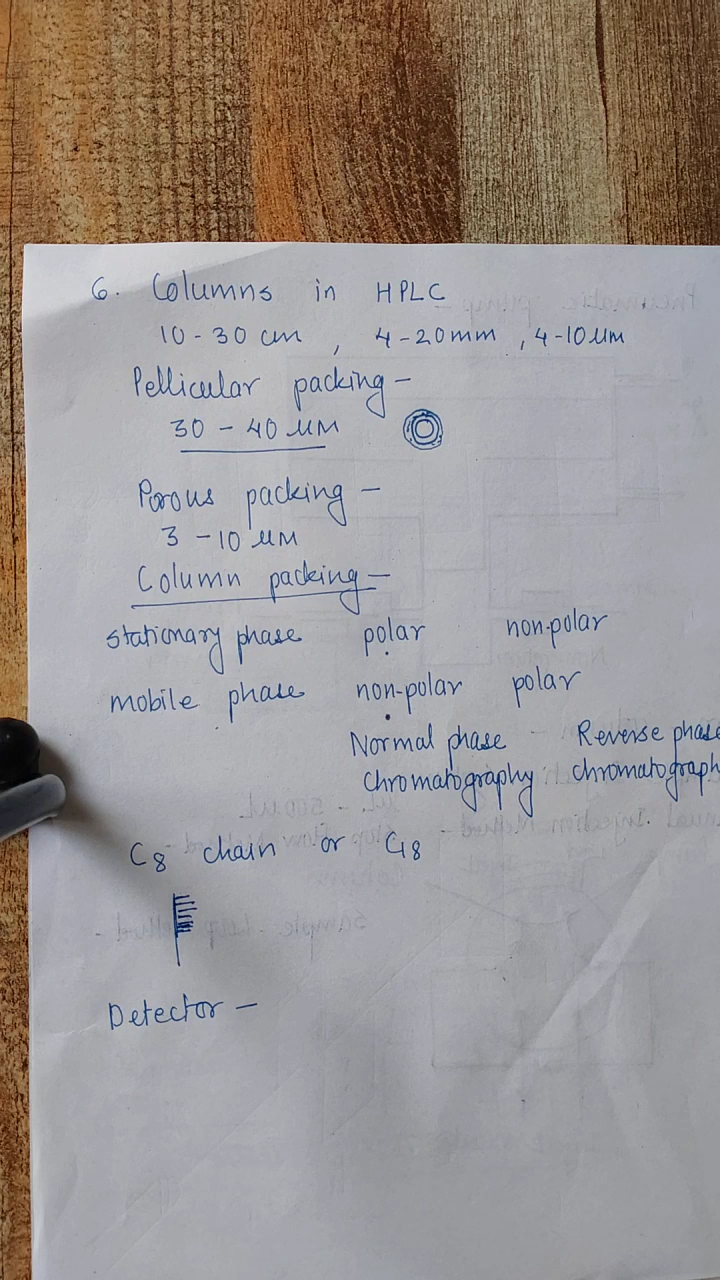 6. Columns in HPLC
10-30 cm, 4-20mm, 4-10 µm
Pellicular packing-
30 - 40 µM
Porous packing -
3 - 10 µM
Column packing-
stationary phase polar non-polar
mobile phase non-polar polar
Normal phase Reverse phase
chromatography chromatograph
C8 chain or C18
Detector -